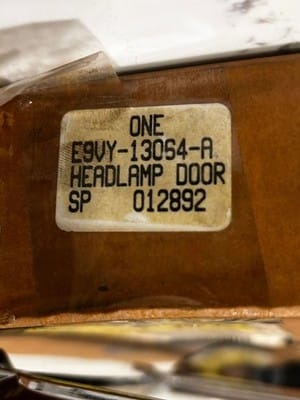 ONE
E9VY-13064-A
HEADLAMP DOOR
SP 012892